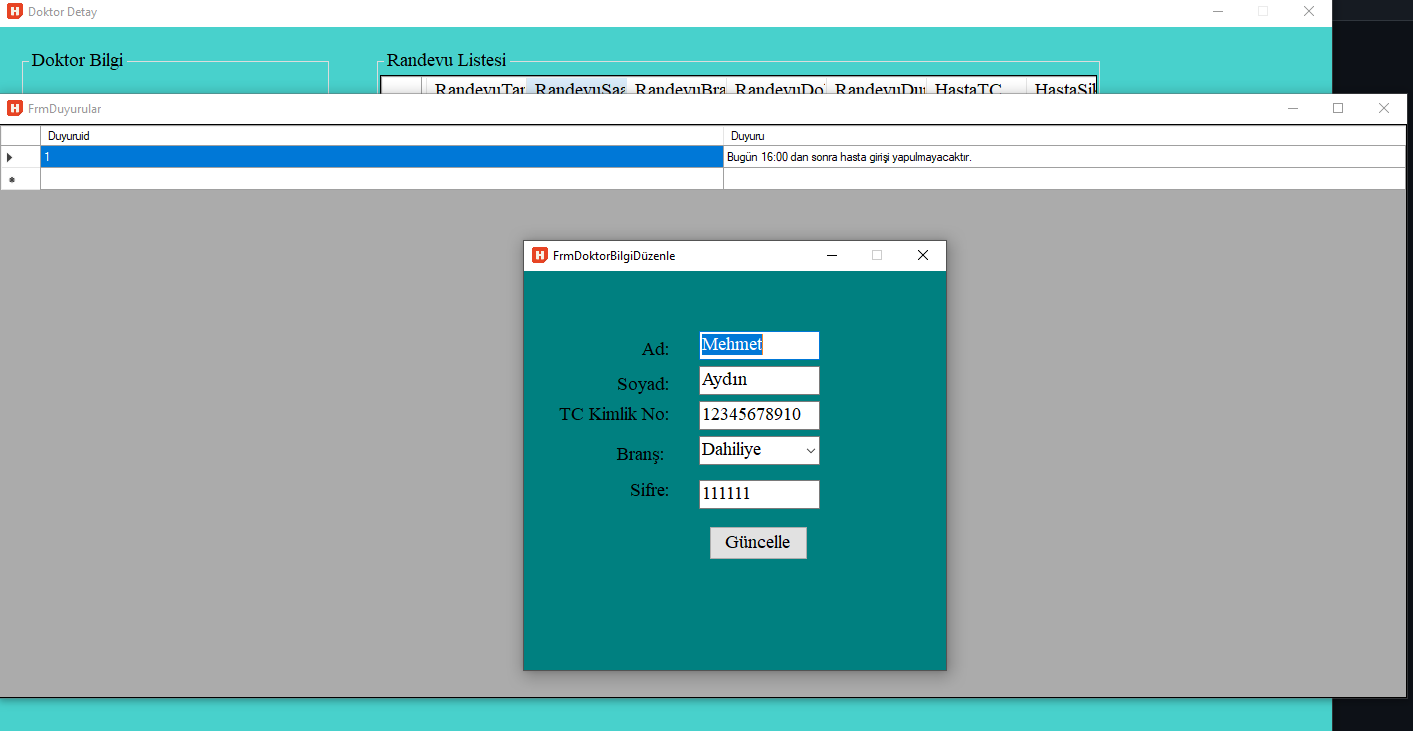 Doktor Detay
Doktor Bilgi
Randevu Listesi
RandevuTar RandevuSaa RandevuBra RandevuDo RandevuDu HastaTC HastaSil
FrmDuyurular
Duyuruid Duyuru
1 Bugün 16:00 dan sonra hasta girişi yapılmayacaktır.
FrmDoktorBilgiDüzenle
Ad: Mehmet
Soyad: Aydın
TC Kimlik No: 12345678910
Branş: Dahiliye
Sifre: 111111
Güncelle